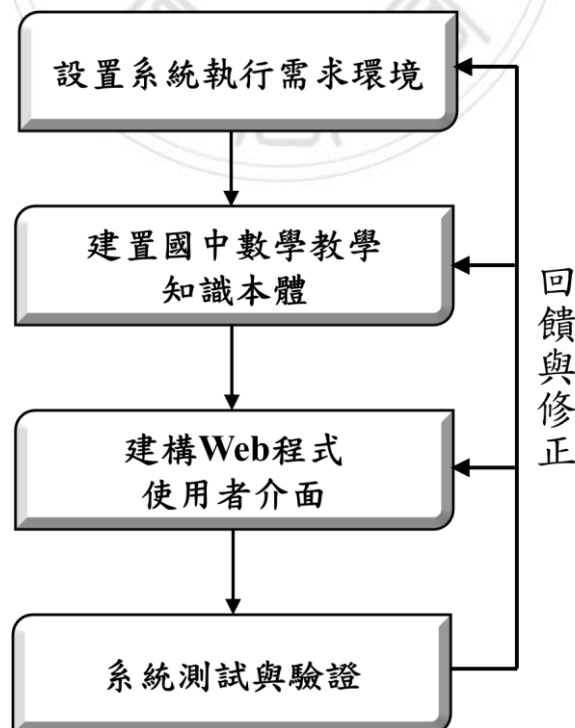 設置系統執行需求環境
建置國中數學教學
知識本體
建構Web程式
使用者介面
系統測試與驗證
回饋與修正